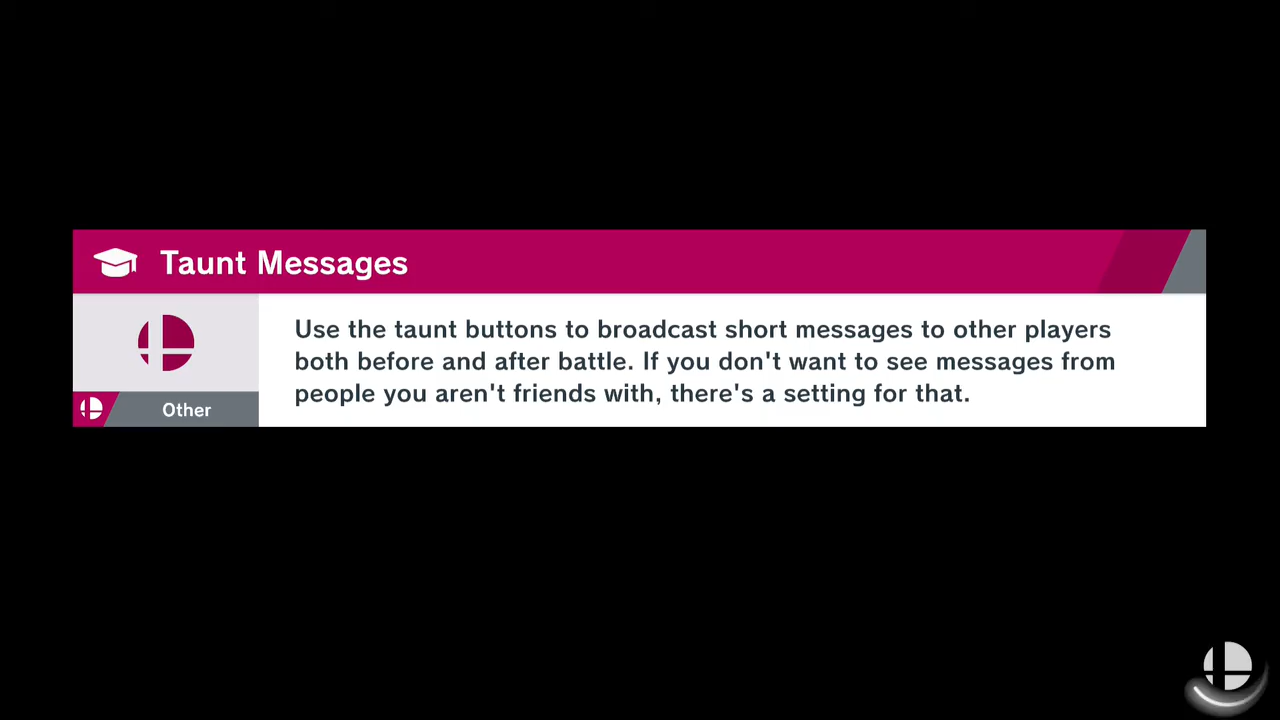 Taunt Messages
Use the taunt buttons to broadcast short messages to other players
both before and after battle. If you don't want to see messages from
people you aren't friends with, there's a setting for that.
Other